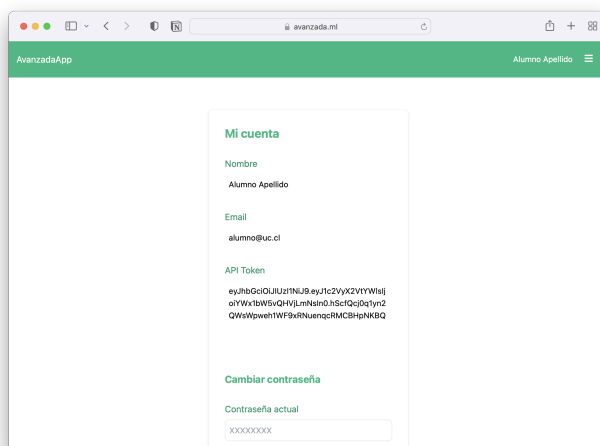 avanzada.ml
AvanzadaApp
Alumno Apellido
Mi cuenta
Nombre
Alumno Apellido
Email
alumno@uc.cl
API Token
eyJhbGciOiJIUzI1NiJ9.eyJ1c2VyX2VtYWlsIj
oiYWx1bW5vQHVjLmNsIn0.hScfQcj0q1yn2
QWsWpweh1WF9xRNuenqcRMCBHpNKBQ
Cambiar contraseña
Contraseña actual
XXXXXXXX